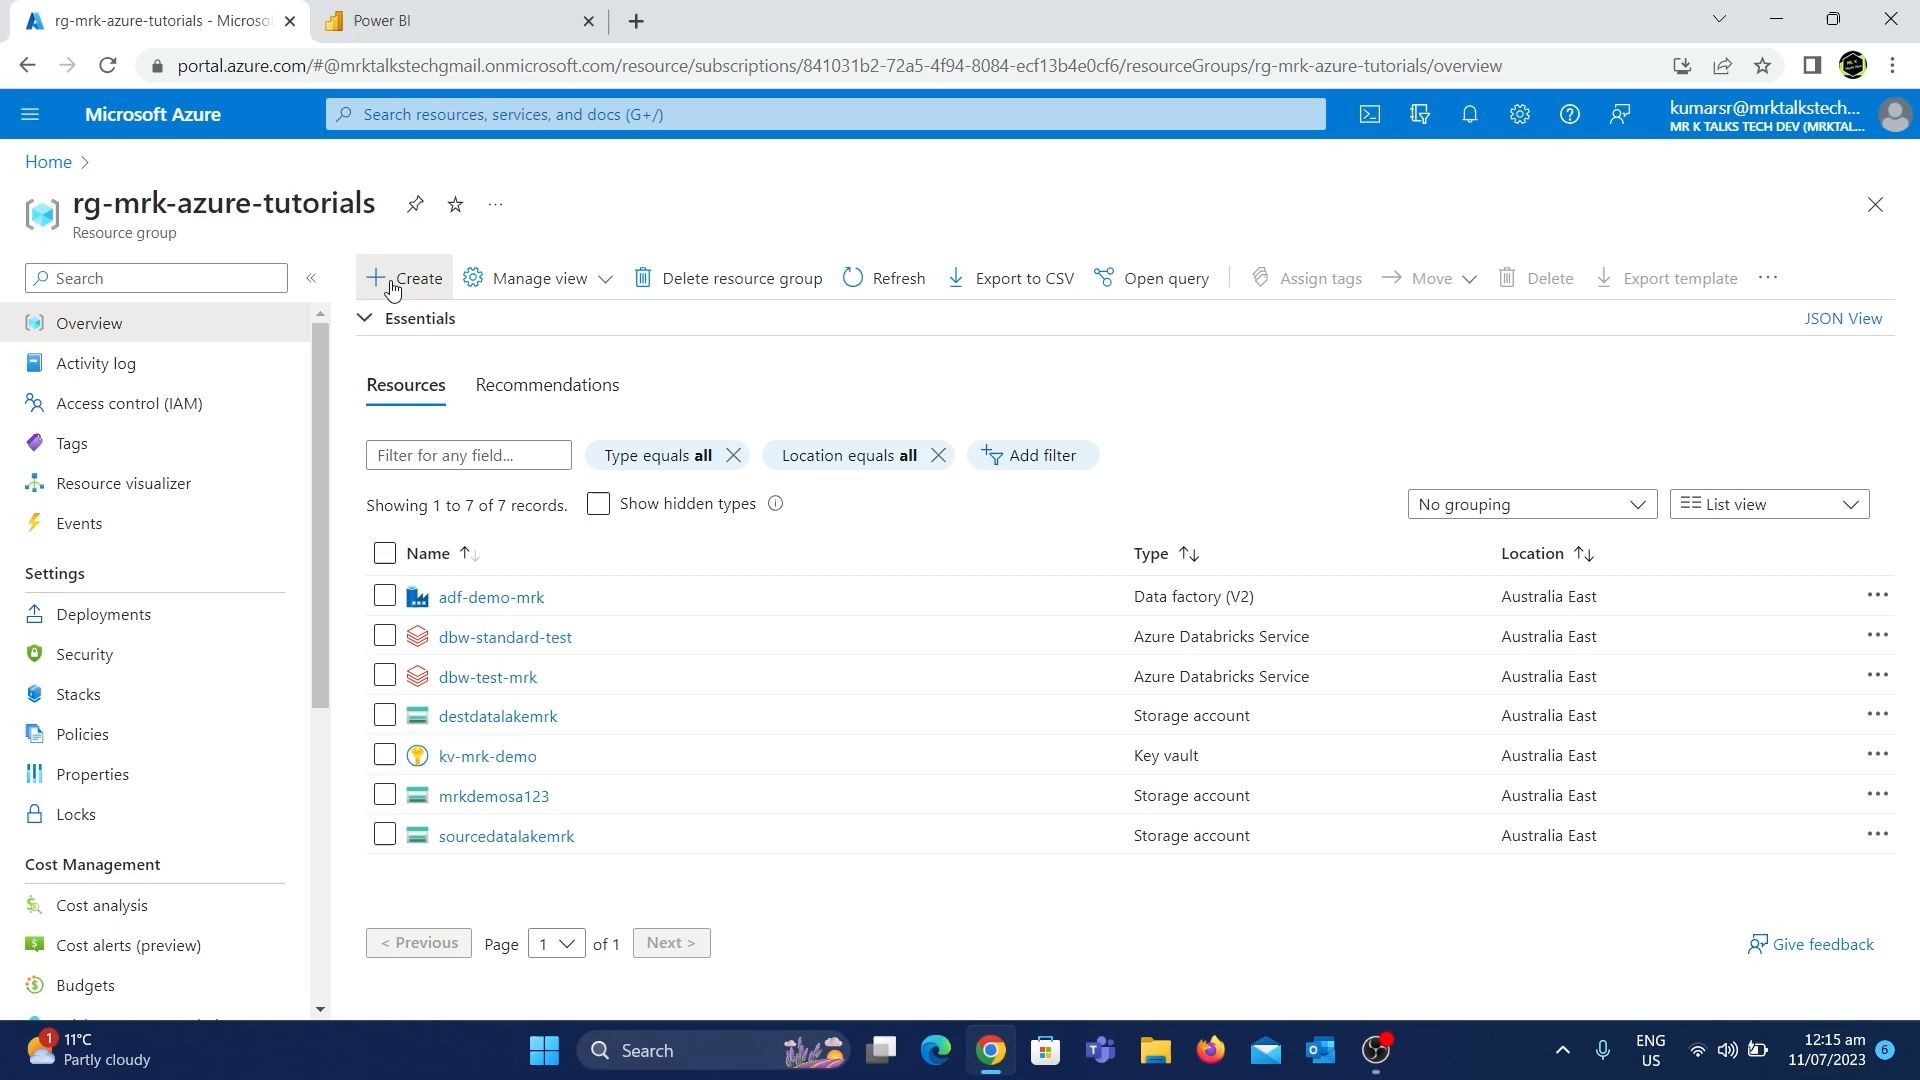 rg-mrk-azure-tutorials - Microso
Power BI
portal.azure.com/#@mrktalkstechgmail.onmicrosoft.com/resource/subscriptions/841031b2-72a5-4f94-8084-ecf13b4e0cf6/resourceGroups/rg-mrk-azure-tutorials/overview
Microsoft Azure
Search resources, services, and docs (G+/)
kumarsr@mrktalkstech...
MR K TALKS TECH DEV (MRKTAL...
Home
rg-mrk-azure-tutorials
Resource group
Search
Create
Manage view
Delete resource group
Refresh
Export to CSV
Open query
Assign tags
Move
Delete
Export template
Overview
Activity log
Access control (IAM)
Tags
Resource visualizer
Events
Settings
Deployments
Security
Stacks
Policies
Properties
Locks
Cost Management
Cost analysis
Cost alerts (preview)
Budgets
Essentials
JSON View
Resources Recommendations
Filter for any field...
Type equals all
Location equals all
Add filter
Showing 1 to 7 of 7 records.
Show hidden types
No grouping
List view
Name Type Location
adf-demo-mrk Data factory (V2) Australia East
dbw-standard-test Azure Databricks Service Australia East
dbw-test-mrk Azure Databricks Service Australia East
destdatalakemrk Storage account Australia East
kv-mrk-demo Key vault Australia East
mrkdemosa123 Storage account Australia East
sourcedatalakemrk Storage account Australia East
< Previous Page 1 of 1 Next >
Give feedback
1
11°C
Partly cloudy
Search
ENG
US
12:15 am
11/07/2023
6